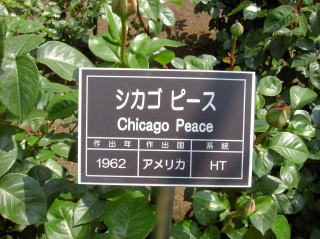 シカゴ ピース
Chicago Peace
作出年 作出国 系統
1962 アメリカ HT